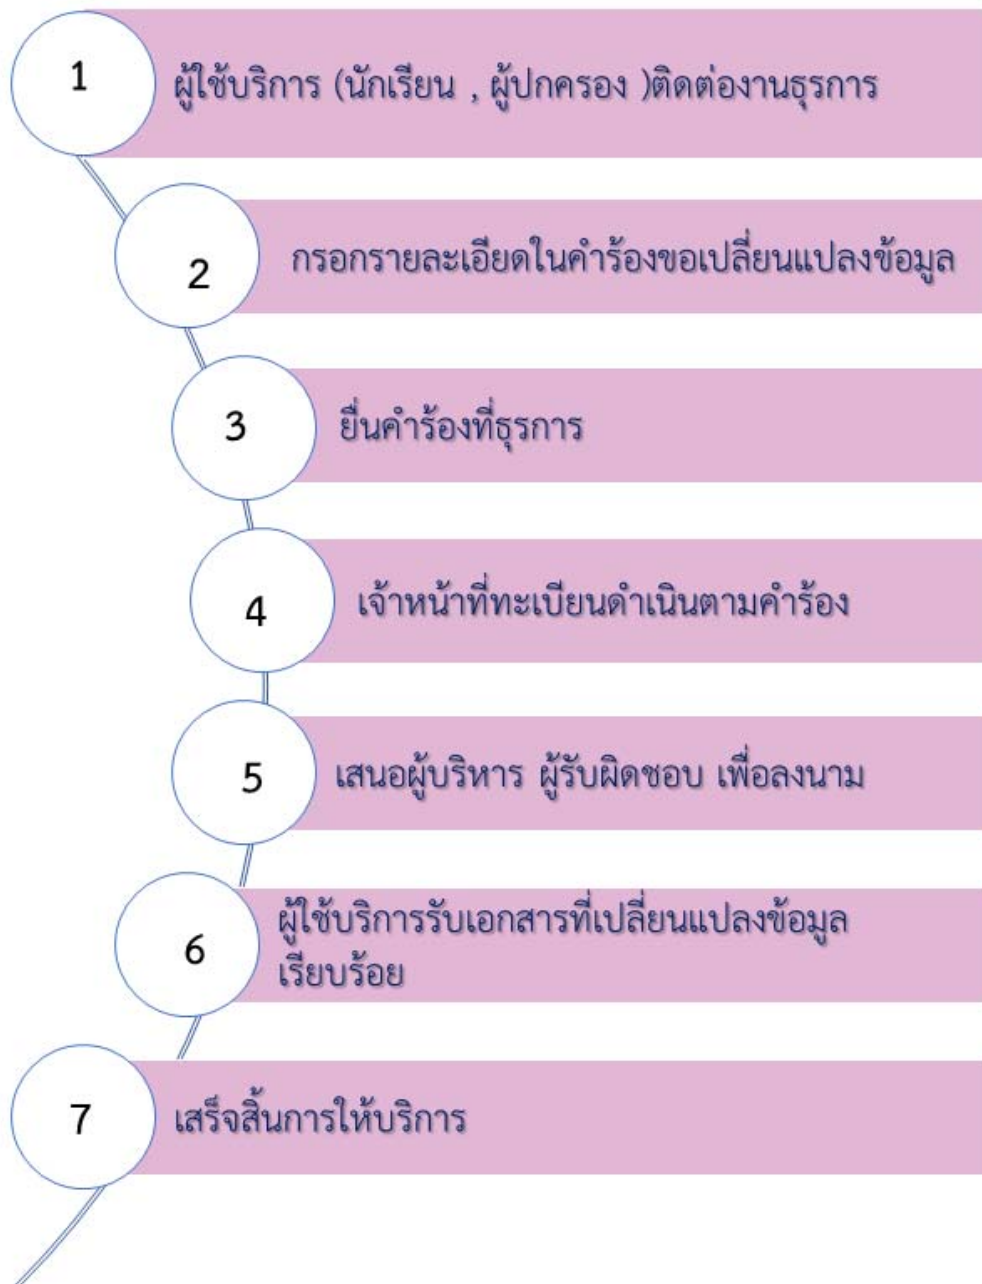 1
ผู้ใช้บริการ (นักเรียน , ผู้ปกครอง )ติดต่องานธุรการ
2
กรอกรายละเอียดในคำร้องขอเปลี่ยนแปลงข้อมูล
3
ยื่นคำร้องที่ธุรการ
4
เจ้าหน้าที่ทะเบียนดำเนินตามคำร้อง
5
เสนอผู้บริหาร ผู้รับผิดชอบ เพื่อลงนาม
6
ผู้ใช้บริการรับเอกสารที่เปลี่ยนแปลงข้อมูล
เรียบร้อย
7
เสร็จสิ้นการให้บริการ